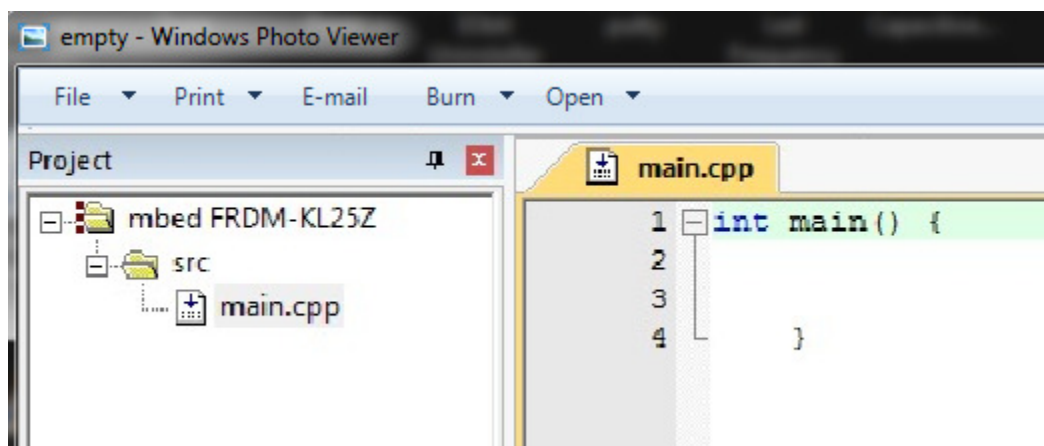 empty - Windows Photo Viewer
File Print E-mail Burn Open
Project
main.cpp
mbed FRDM-KL25Z
src
main.cpp
1 int main() {
2
3
4 }